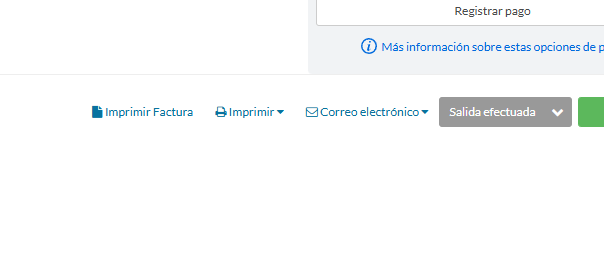 Registrar pago
Más información sobre estas opciones de
Imprimir Factura Imprimir Correo electrónico Salida efectuada